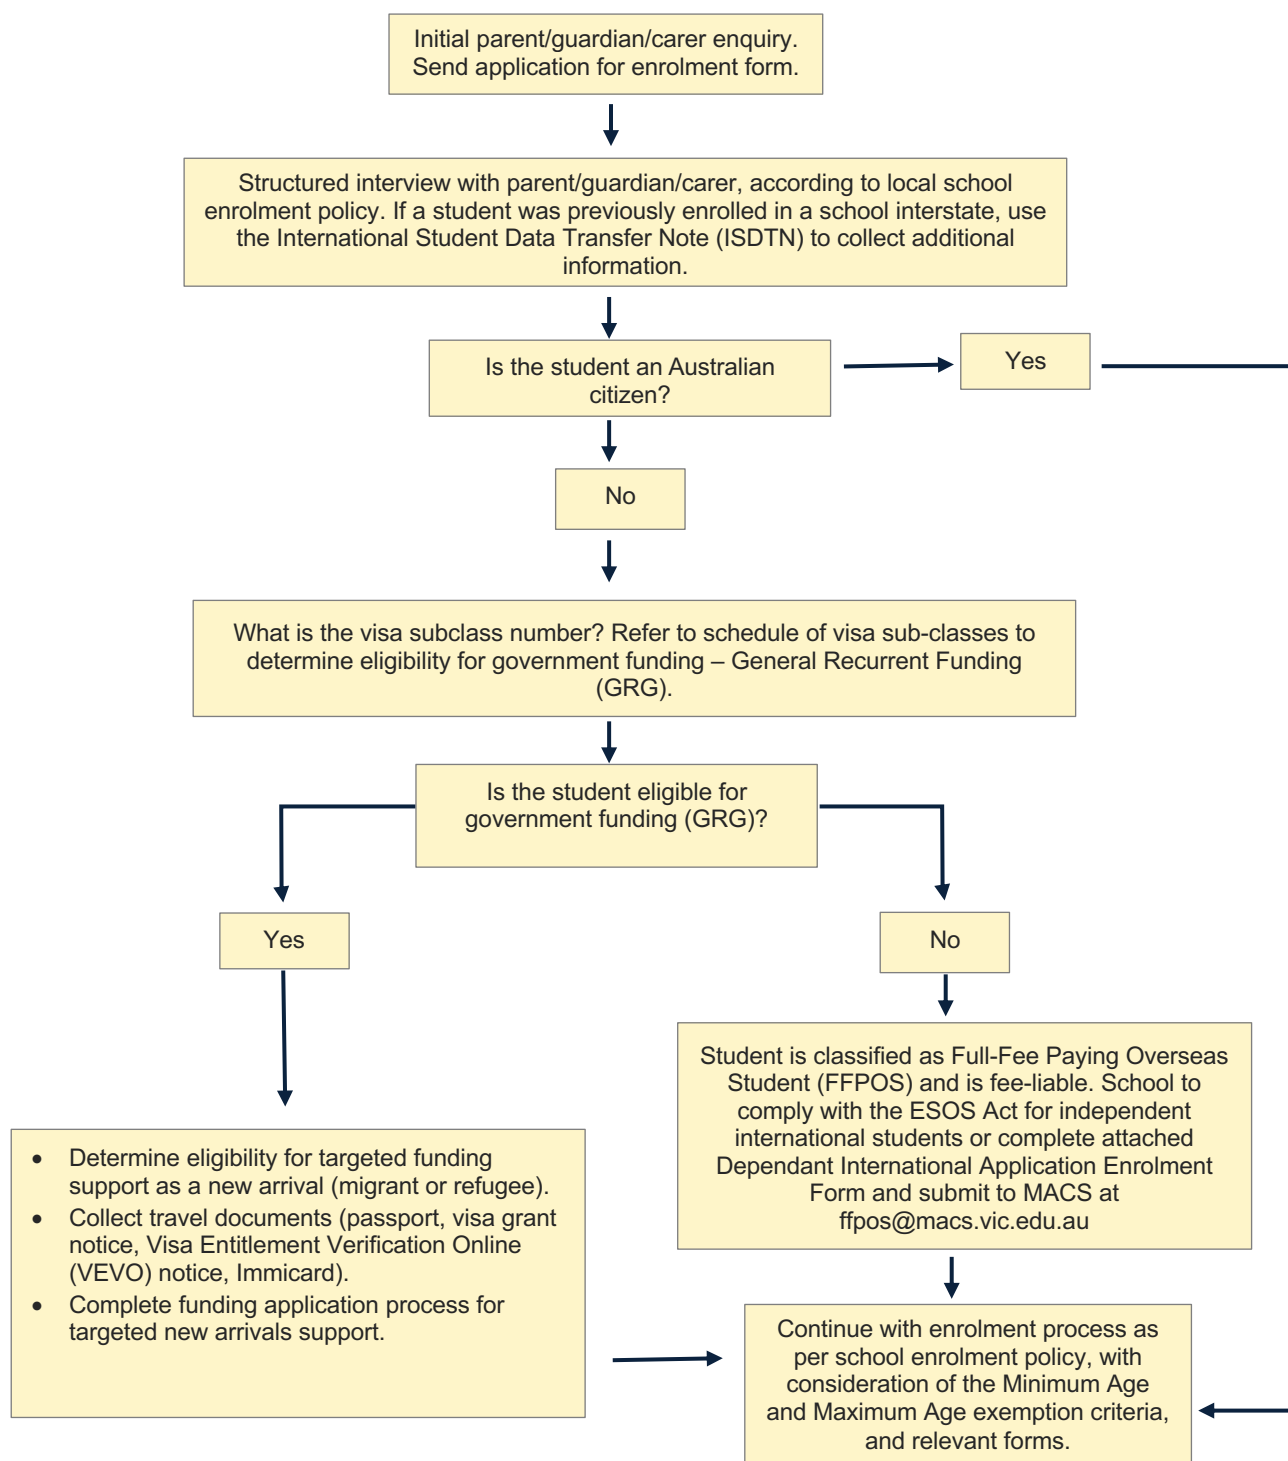 Initial parent/guardian/carer enquiry.
Send application for enrolment form.
Structured interview with parent/guardian/carer, according to local school
enrolment policy. If a student was previously enrolled in a school interstate, use
the International Student Data Transfer Note (ISDTN) to collect additional
information.
Is the student an Australian
citizen?
Yes
No
What is the visa subclass number? Refer to schedule of visa sub-classes to
determine eligibility for government funding – General Recurrent Funding
(GRG).
Is the student eligible for
government funding (GRG)?
Yes
No
Student is classified as Full-Fee Paying Overseas
Student (FFPOS) and is fee-liable. School to
comply with the ESOS Act for independent
international students or complete attached
Dependant International Application Enrolment
Form and submit to MACS at
ffpos@macs.vic.edu.au
• Determine eligibility for targeted funding
support as a new arrival (migrant or refugee).
• Collect travel documents (passport, visa grant
notice, Visa Entitlement Verification Online
(VEVO) notice, Immicard).
• Complete funding application process for
targeted new arrivals support.
Continue with enrolment process as
per school enrolment policy, with
consideration of the Minimum Age
and Maximum Age exemption criteria,
and relevant forms.